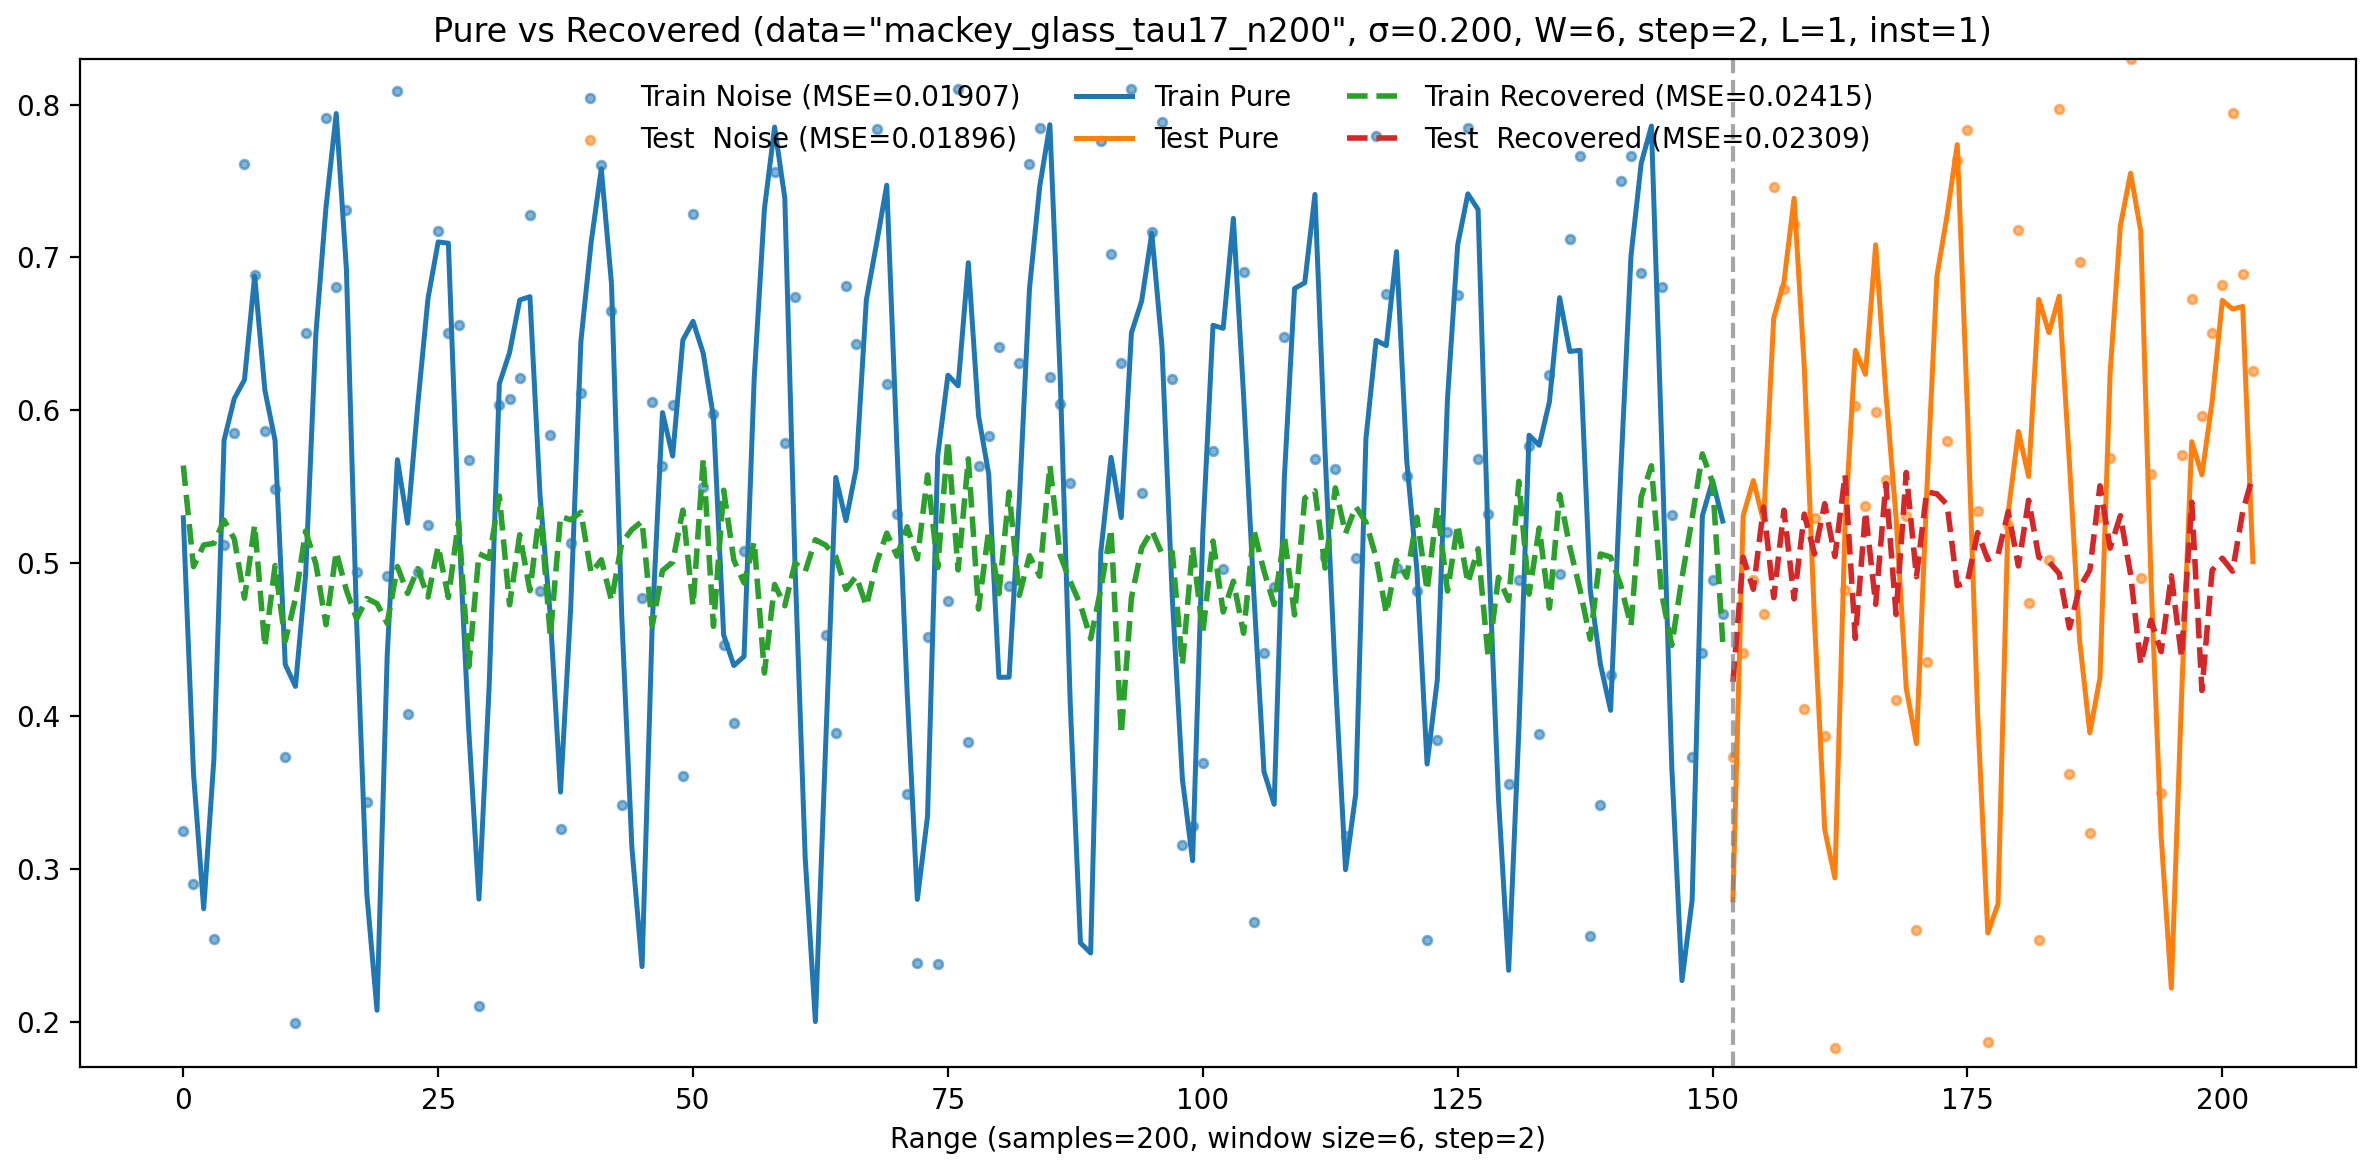 Pure vs Recovered (data="mackey_glass_tau17_n200", σ=0.200, W=6, step=2, L=1, inst=1)
Train Noise (MSE=0.01907)
Test  Noise (MSE=0.01896)
Train Pure
Test Pure
Train Recovered (MSE=0.02415)
Test  Recovered (MSE=0.02309)
0.8
0.7
0.6
0.5
0.4
0.3
0.2
0 25 50 75 100 125 150 175 200
Range (samples=200, window size=6, step=2)